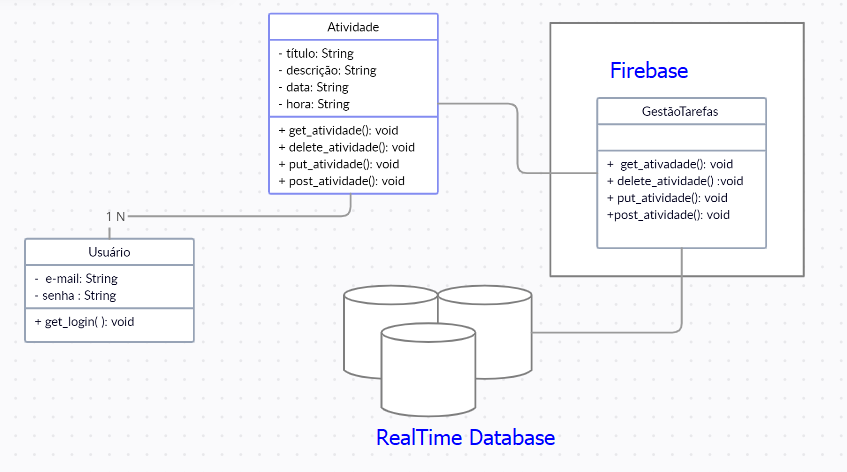 Atividade
- título: String
- descrição: String
- data: String
- hora: String
+ get_atividade(): void
+ delete_atividade(): void
+ put_atividade(): void
+ post_atividade(): void
Firebase
GestãoTarefas
+ get_ativadade(): void
+ delete_atividade() :void
+ put_atividade(): void
+post_atividade(): void
1 N
Usuário
- e-mail: String
- senha : String
+ get_login( ): void
RealTime Database